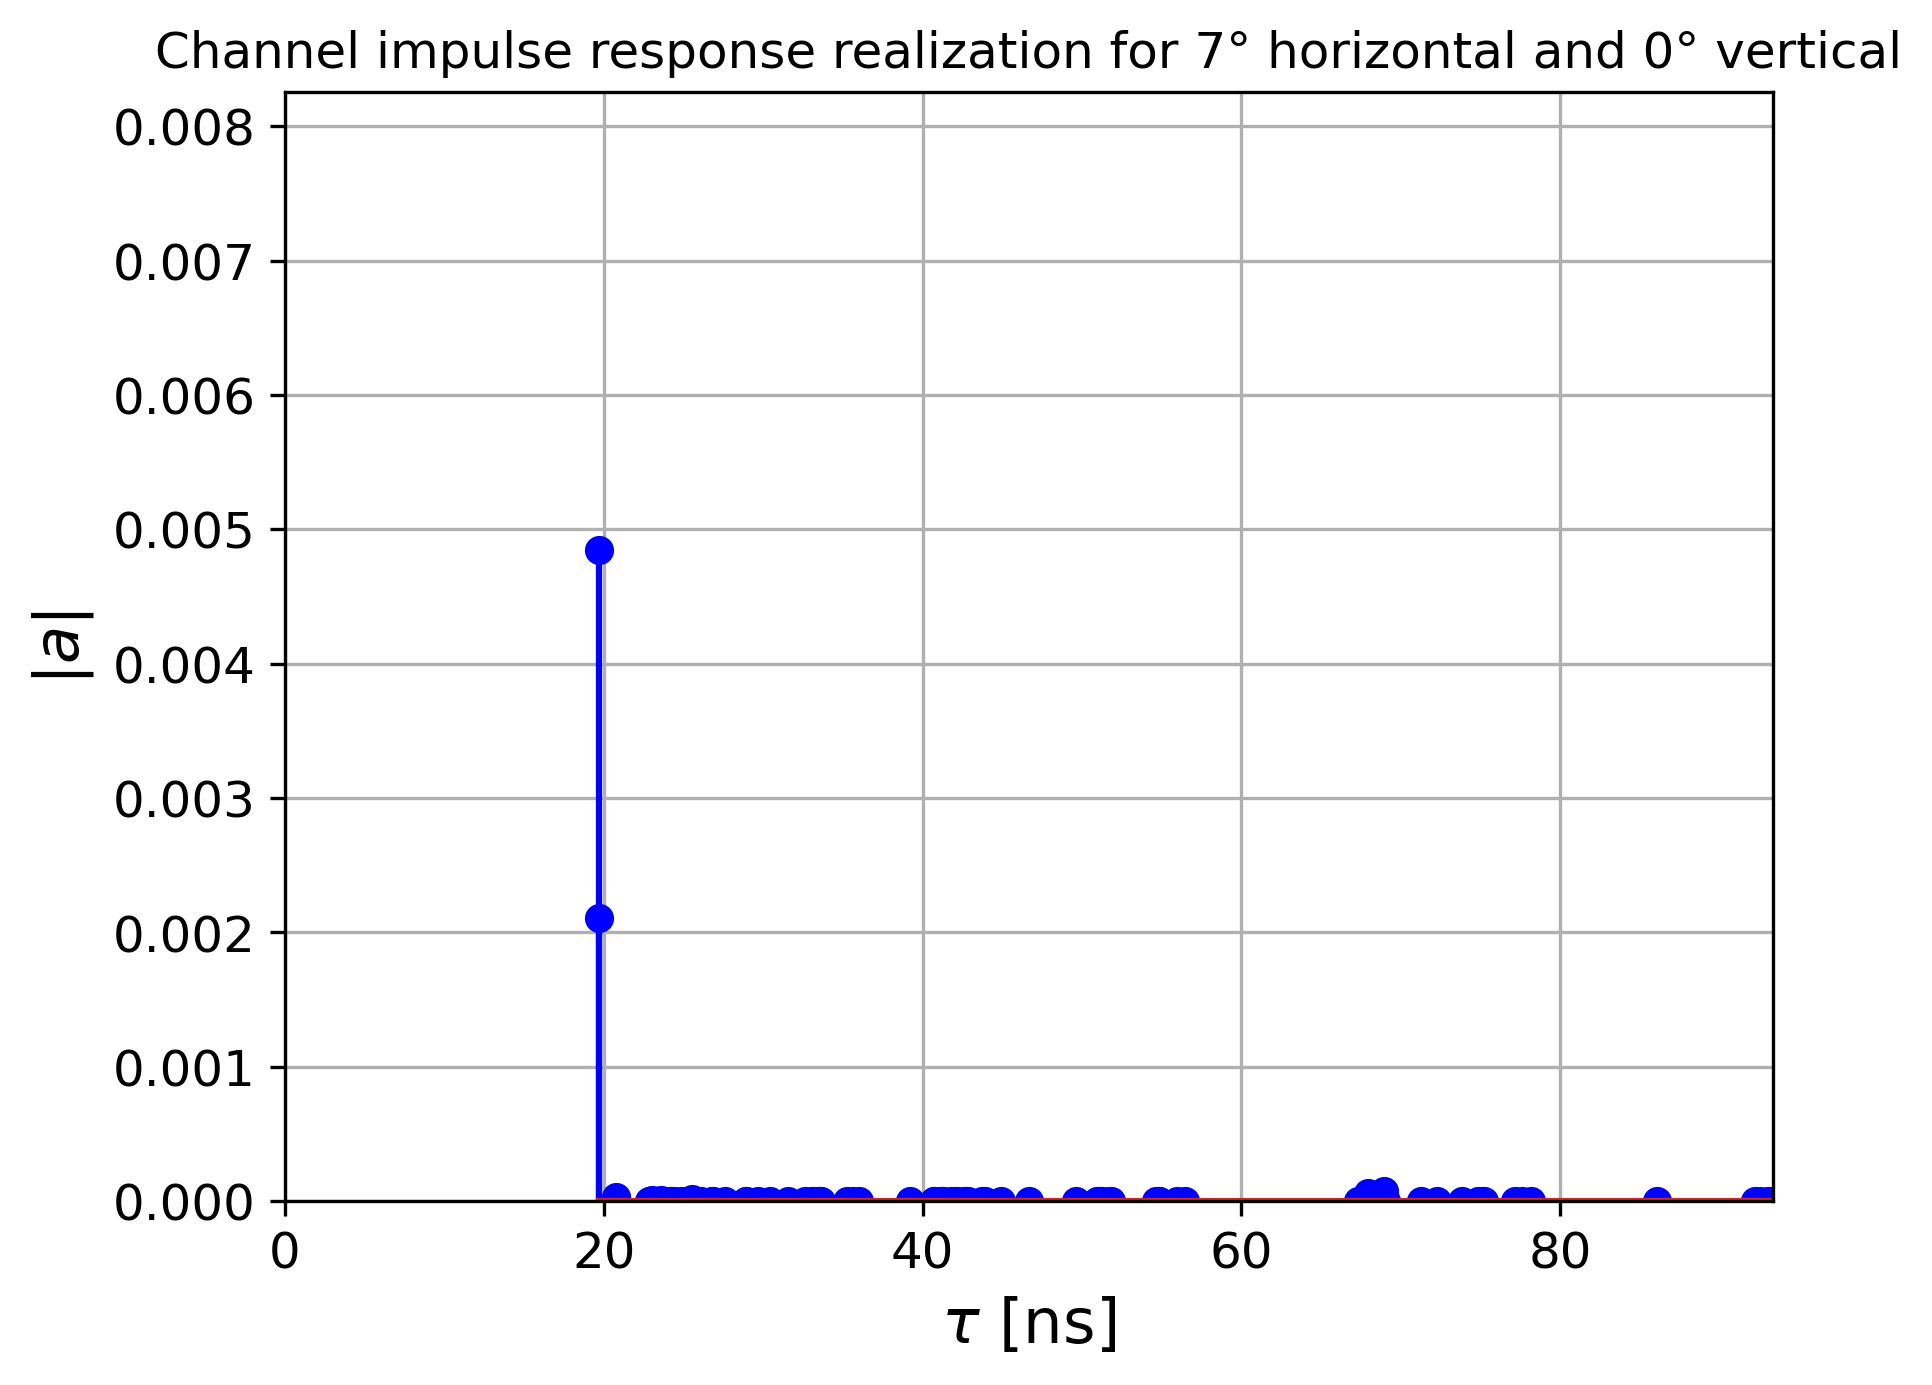 Channel impulse response realization for 7° horizontal and 0° vertical
0.008
0.007
0.006
0.005
|a|
0.004
0.003
0.002
0.001
0.000
0 20 40 60 80
τ [ns]